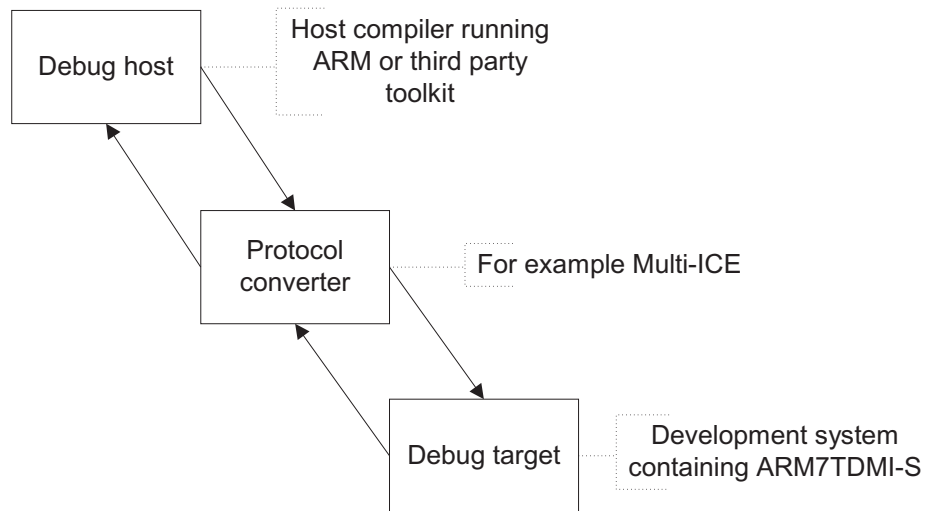 Debug host
Host compiler running
ARM or third party
toolkit
Protocol
converter
For example Multi-ICE
Debug target
Development system
containing ARM7TDMI-S